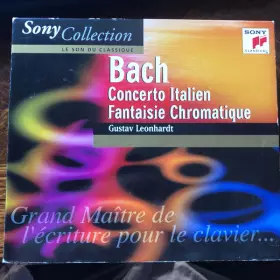 Sony Collection
LE SON DU CLASSIQUE
SONY
Bach
Concerto Italien
Fantaisie Chromatique
Gustav Leonhardt
Grand Maître de
l'écriture pour le clavier...